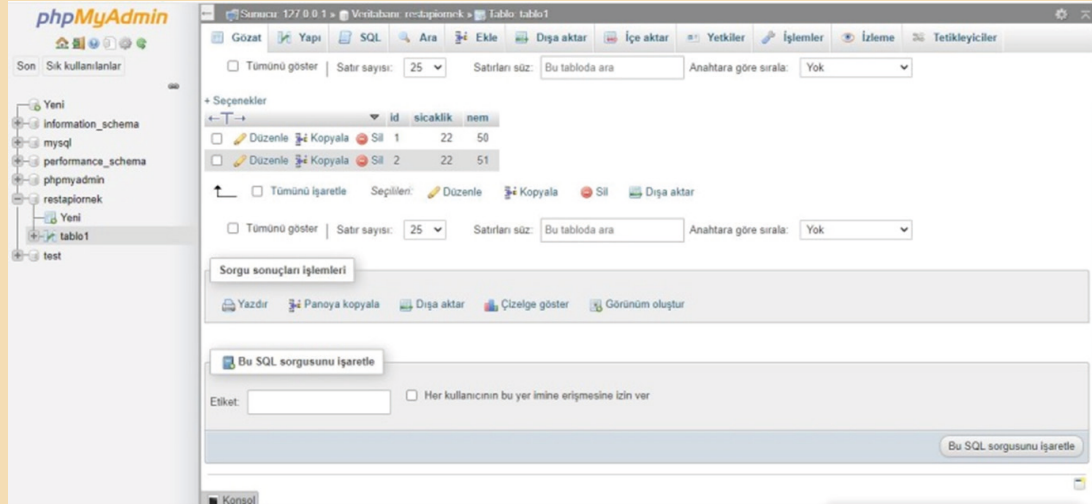 phpMyAdmin
Son Sık kullanılanlar
Yeni
information_schema
mysql
performance_schema
phpmyadmin
restapiornek
Yeni
tablo1
test
Sunucu: 127.0.0.1 » Veritabanı: restapiornek » Tablo: tablo1
Gözat Yapı SQL Ara Ekle Dışa aktar İçe aktar Yetkiler İşlemler İzleme Tetikleyiciler
Tümünü göster | Satır sayısı: 25 Satırları süz: Bu tabloda ara Anahtara göre sırala: Yok
+ Seçenekler
←T→ id sicaklik nem
Düzenle Kopyala Sil 1 22 50
Düzenle Kopyala Sil 2 22 51
Tümünü işaretle Seçilileri: Düzenle Kopyala Sil Dışa aktar
Tümünü göster | Satır sayısı: 25 Satırları süz: Bu tabloda ara Anahtara göre sırala: Yok
Sorgu sonuçları işlemleri
Yazdır Panoya kopyala Dışa aktar Çizelge göster Görünüm oluştur
Bu SQL sorgusunu işaretle
Etiket: Her kullanıcının bu yer imine erişmesine izin ver
Bu SQL sorgusunu işaretle
Konsol